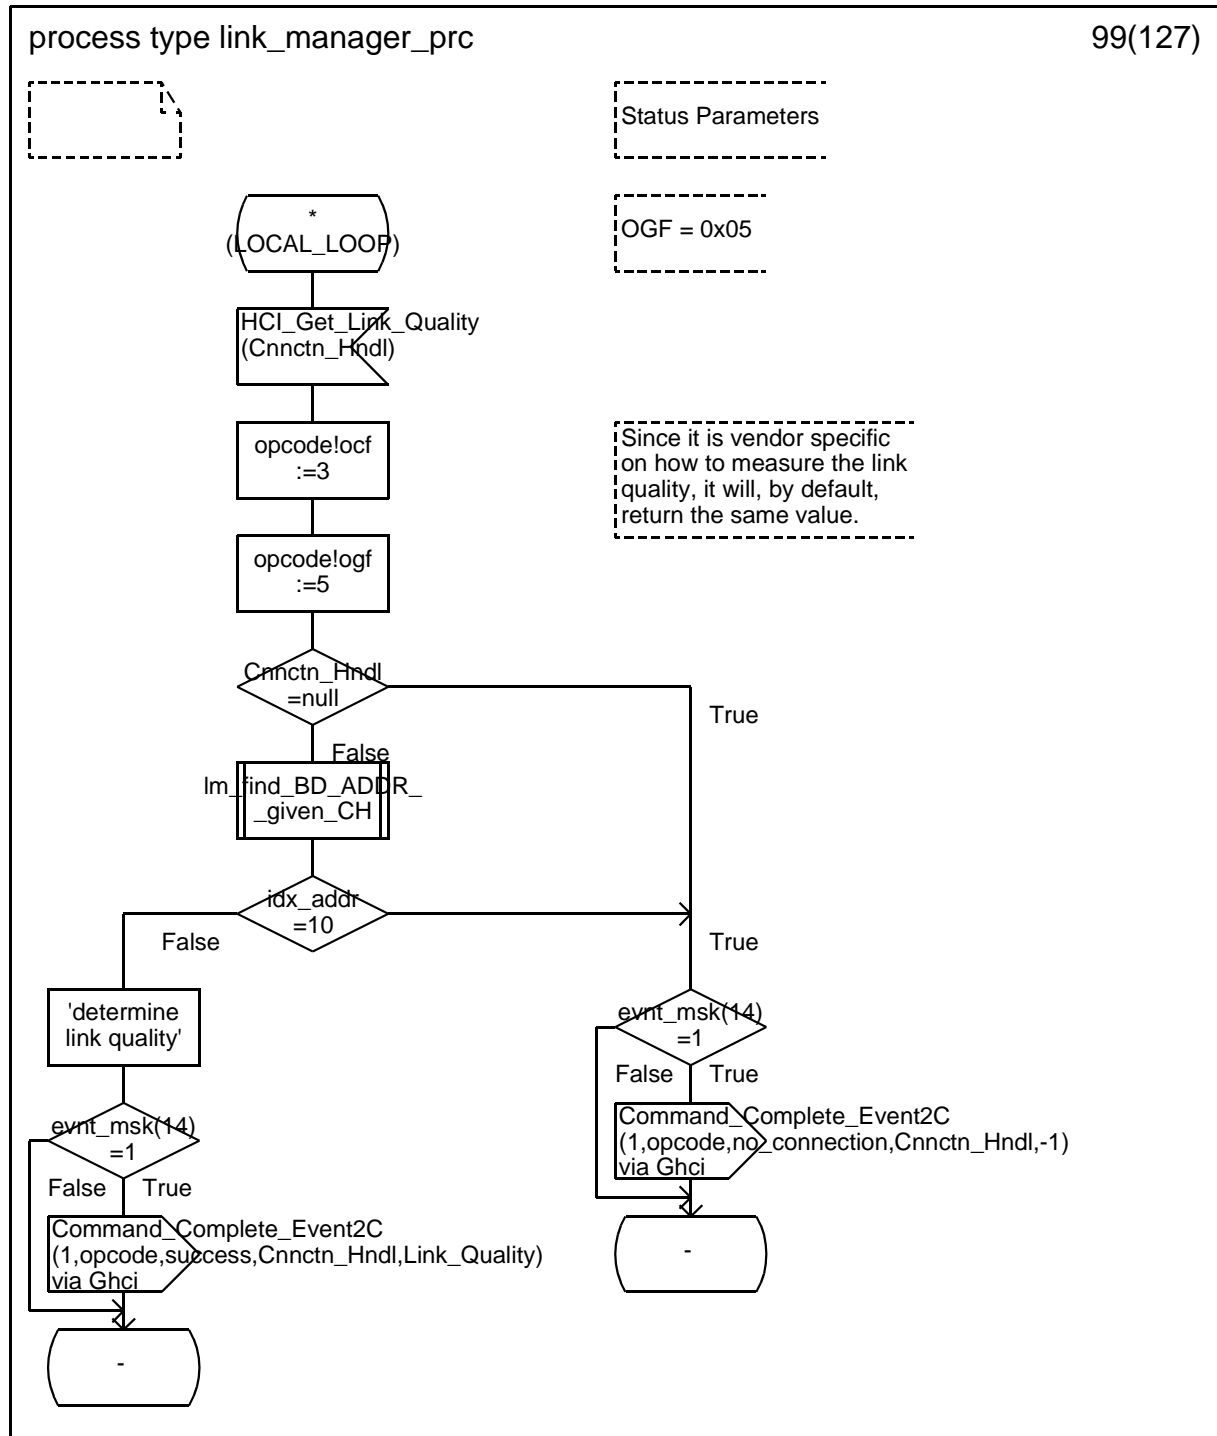 process type link_manager_prc
99(127)
Status Parameters
*
(LOCAL_LOOP)
OGF = 0x05
HCI_Get_Link_Quality
(Cnnctn_Hndl)
opcode!ocf
:=3
Since it is vendor specific
on how to measure the link
quality, it will, by default,
return the same value.
opcode!ogf
:=5
Cnnctn_Hndl
=null
True
False
lm_find_BD_ADDR_
_given_CH
idx_addr
=10
False
True
'determine
link quality'
evnt_msk(14)
=1
False
True
Command_Complete_Event2C
(1,opcode,no_connection,Cnnctn_Hndl,-1)
via Ghci
-
evnt_msk(14)
=1
False
True
Command_Complete_Event2C
(1,opcode,success,Cnnctn_Hndl,Link_Quality)
via Ghci
-